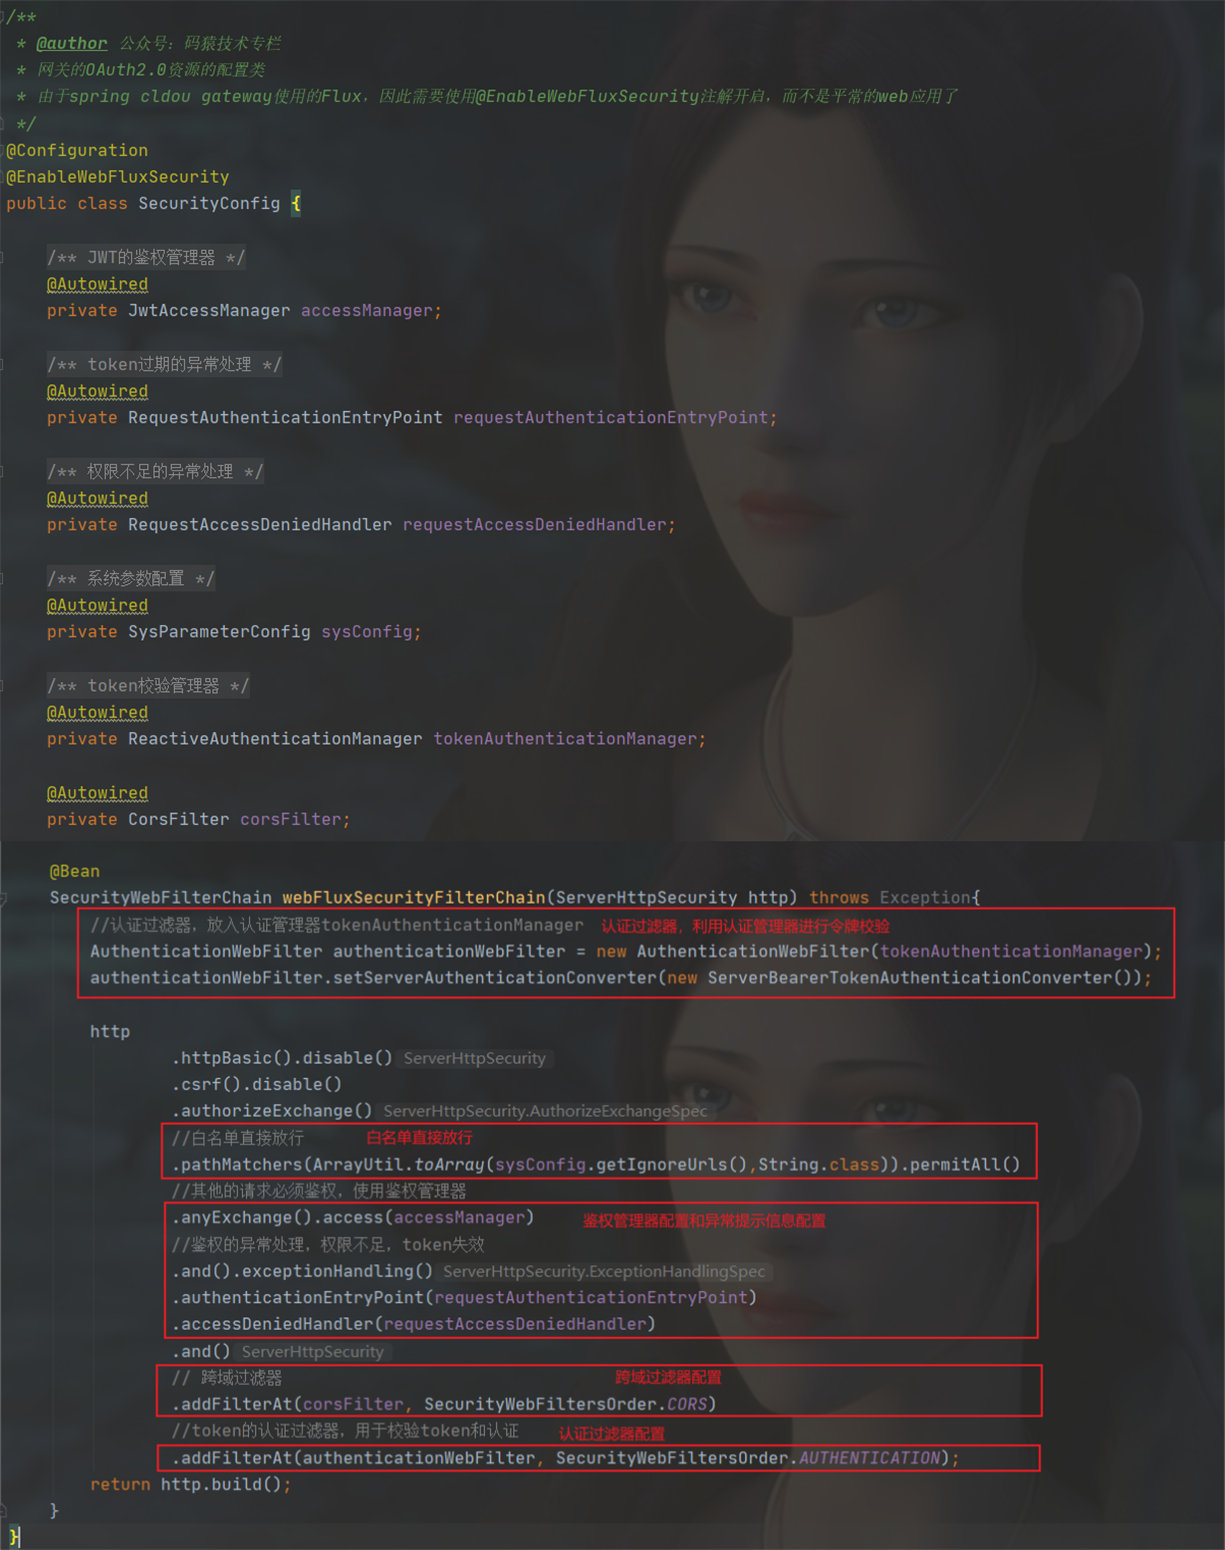 /**
 * @author 公众号：码猿技术专栏
 * 网关的OAuth2.0资源的配置类
 * 由于spring cldou gateway使用的Flux，因此需要使用@EnableWebFluxSecurity注解开启，而不是平常的web应用了
 */
@Configuration
@EnableWebFluxSecurity
public class SecurityConfig {
/** JWT的鉴权管理器 */
@Autowired
private JwtAccessManager accessManager;
/** token过期的异常处理 */
@Autowired
private RequestAuthenticationEntryPoint requestAuthenticationEntryPoint;
/** 权限不足的异常处理 */
@Autowired
private RequestAccessDeniedHandler requestAccessDeniedHandler;
/** 系统参数配置 */
@Autowired
private SysParameterConfig sysConfig;
/** token校验管理器 */
@Autowired
private ReactiveAuthenticationManager tokenAuthenticationManager;
@Autowired
private CorsFilter corsFilter;
@Bean
SecurityWebFilterChain webFluxSecurityFilterChain(ServerHttpSecurity http) throws Exception{
//认证过滤器，放入认证管理器tokenAuthenticationManager 认证过滤器，利用认证管理器进行令牌校验
AuthenticationWebFilter authenticationWebFilter = new AuthenticationWebFilter(tokenAuthenticationManager);
authenticationWebFilter.setServerAuthenticationConverter(new ServerBearerTokenAuthenticationConverter());
http
.httpBasic().disable() ServerHttpSecurity
.csrf().disable()
.authorizeExchange() ServerHttpSecurity.AuthorizeExchangeSpec
//白名单直接放行 白名单直接放行
.pathMatchers(ArrayUtil.toArray(sysConfig.getIgnoreUrls(),String.class)).permitAll()
//其他的请求必须鉴权，使用鉴权管理器
.anyExchange().access(accessManager) 鉴权管理器配置和异常提示信息配置
//鉴权的异常处理，权限不足，token失效
.and().exceptionHandling() ServerHttpSecurity.ExceptionHandlingSpec
.authenticationEntryPoint(requestAuthenticationEntryPoint)
.accessDeniedHandler(requestAccessDeniedHandler)
.and() ServerHttpSecurity
// 跨域过滤器 跨域过滤器配置
.addFilterAt(corsFilter, SecurityWebFiltersOrder.CORS)
//token的认证过滤器，用于校验token和认证 认证过滤器配置
.addFilterAt(authenticationWebFilter, SecurityWebFiltersOrder.AUTHENTICATION);
return http.build();
}
}